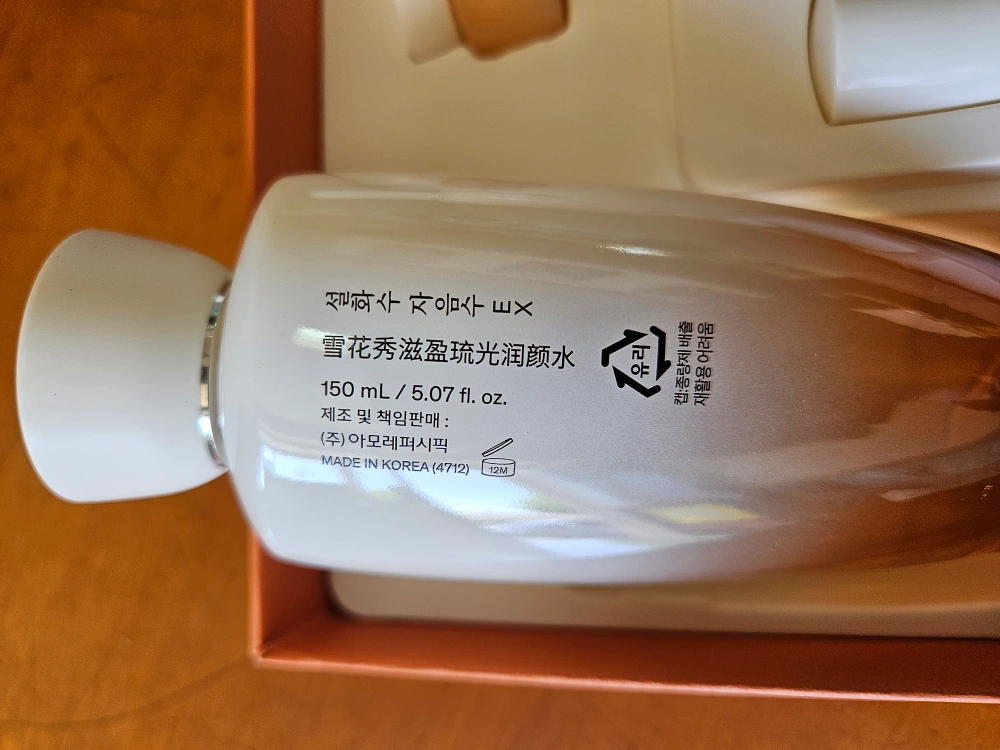 설화수 자음수 EX
雪花秀滋盈琉光润颜水
150 mL / 5.07 fl. oz.
제조 및 책임판매 :
(주)아모레퍼시픽
MADE IN KOREA (4712)
12M
유리
캡:종량제 배출
재활용 어려움